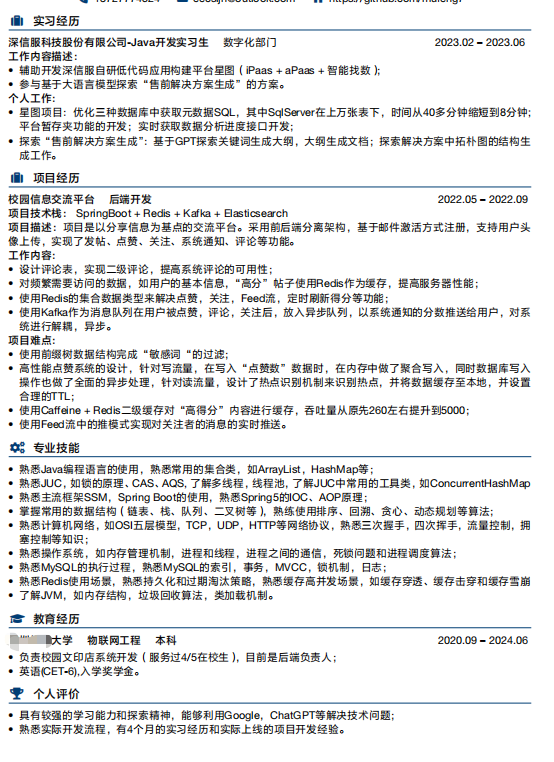 实习经历
深信服科技股份有限公司-Java开发实习生 数字化部门 2023.02 – 2023.06
工作内容描述：
• 辅助开发深信服自研低代码应用构建平台星图（iPaas + aPaas + 智能找数）；
• 参与基于大语言模型探索“售前解决方案生成”的方案。
个人工作：
• 星图项目：优化三种数据库中获取元数据SQL，其中SqlServer在上万张表下，时间从40多分钟缩短到8分钟；
平台暂存夹功能的开发；实时获取数据分析进度接口开发；
• 探索“售前解决方案生成”：基于GPT探索关键词生成大纲，大纲生成文档；探索解决方案中拓朴图的结构生
成工作。
项目经历
校园信息交流平台 后端开发 2022.05 – 2022.09
项目技术栈： SpringBoot + Redis + Kafka + Elasticsearch
项目描述：项目是以分享信息为基点的交流平台。采用前后端分离架构，基于邮件激活方式注册，支持用户头
像上传，实现了发帖、点赞、关注、系统通知、评论等功能。
工作内容：
• 设计评论表，实现二级评论，提高系统评论的可用性；
• 对频繁需要访问的数据，如用户的基本信息，“高分”帖子使用Redis作为缓存，提高服务器性能；
• 使用Redis的集合数据类型来解决点赞，关注，Feed流，定时刷新得分等功能；
• 使用Kafka作为消息队列在用户被点赞，评论，关注后，放入异步队列，以系统通知的分数推送给用户，对系
统进行解耦，异步。
项目难点：
• 使用前缀树数据结构完成“敏感词“的过滤；
• 高性能点赞系统的设计，针对写流量，在写入“点赞数”数据时，在内存中做了聚合写入，同时数据库写入
操作也做了全面的异步处理，针对读流量，设计了热点识别机制来识别热点，并将数据缓存至本地，并设置
合理的TTL；
• 使用Caffeine + Redis二级缓存对“高得分”内容进行缓存，吞吐量从原先260左右提升到5000；
• 使用Feed流中的推模式实现对关注者的消息的实时推送。
专业技能
• 熟悉Java编程语言的使用，熟悉常用的集合类，如ArrayList，HashMap等；
• 熟悉JUC，如锁的原理、CAS、AQS，了解多线程，线程池，了解JUC中常用的工具类，如ConcurrentHashMap
• 熟悉主流框架SSM，Spring Boot的使用，熟悉Spring5的IOC、AOP原理；
• 掌握常用的数据结构（链表、栈、队列、二叉树等），熟练使用排序、回溯、贪心、动态规划等算法；
• 熟悉计算机网络，如OSI五层模型，TCP，UDP，HTTP等网络协议，熟悉三次握手，四次挥手，流量控制，拥
塞控制等知识；
• 熟悉操作系统，如内存管理机制，进程和线程，进程之间的通信，死锁问题和进程调度算法；
• 熟悉MySQL的执行过程，熟悉MySQL的索引，事务，MVCC，锁机制，日志；
• 熟悉Redis使用场景，熟悉持久化和过期淘汰策略，熟悉缓存高并发场景，如缓存穿透、缓存击穿和缓存雪崩
• 了解JVM，如内存结构，垃圾回收算法，类加载机制。
教育经历
大学 物联网工程 本科 2020.09 – 2024.06
• 负责校园文印店系统开发（服务过4/5在校生），目前是后端负责人；
• 英语(CET-6),入学奖学金。
个人评价
• 具有较强的学习能力和探索精神，能够利用Google，ChatGPT等解决技术问题；
• 熟悉实际开发流程，有4个月的实习经历和实际上线的项目开发经验。